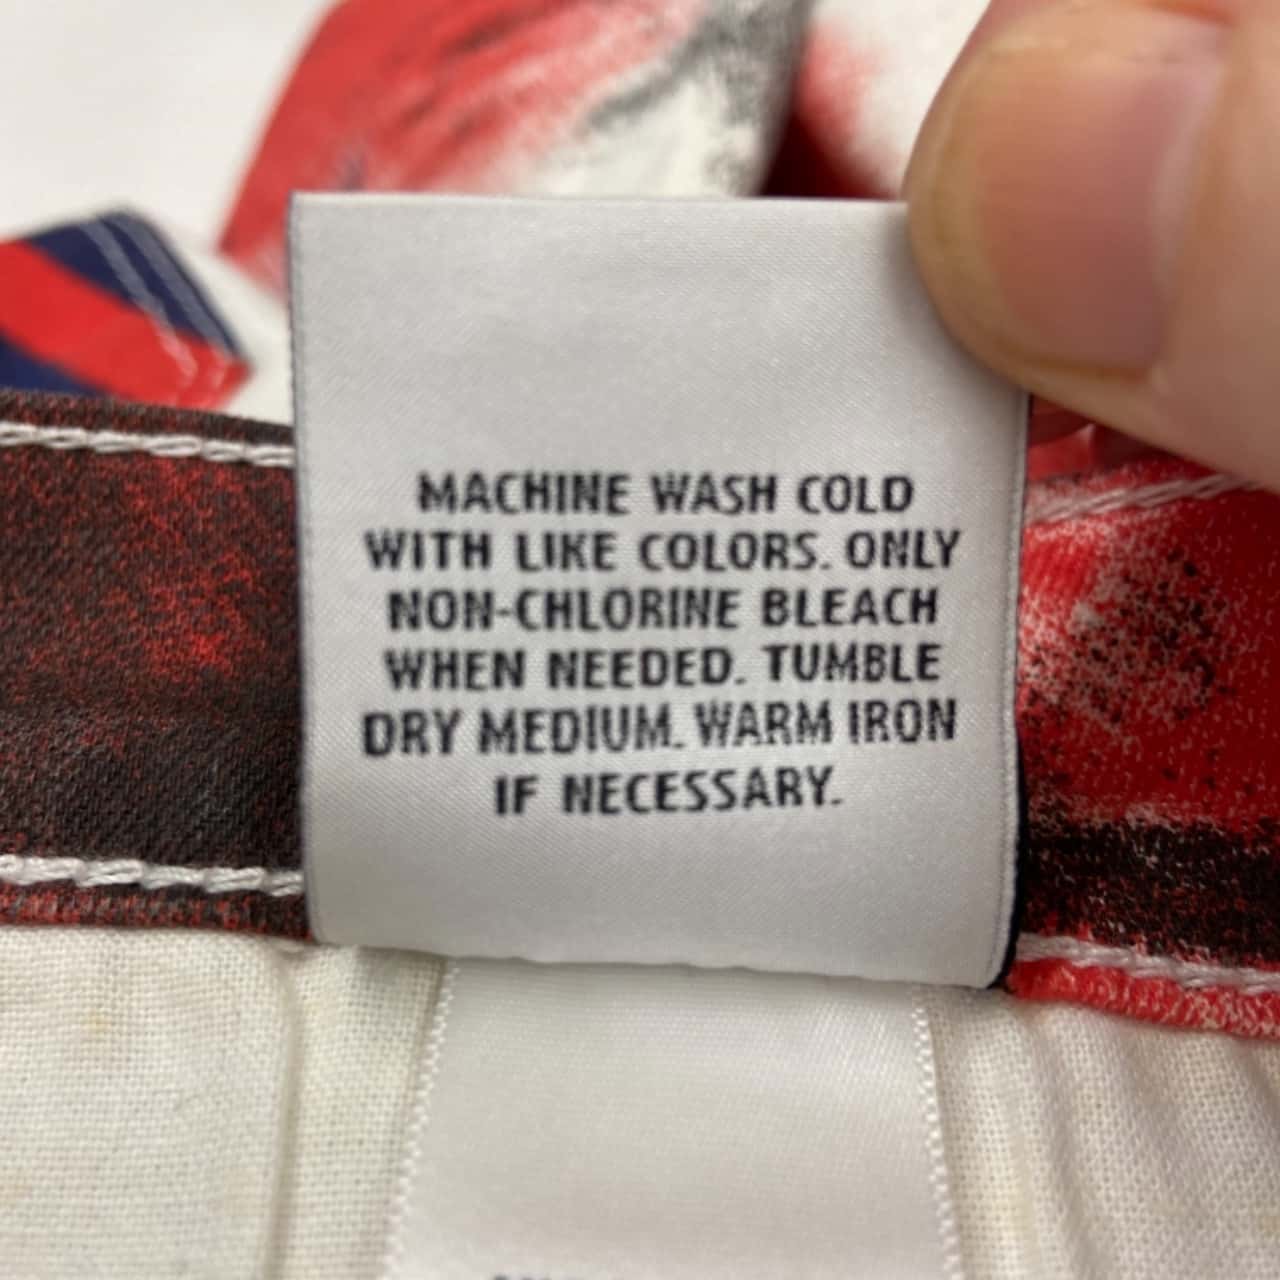 MACHINE WASH COLD
WITH LIKE COLORS. ONLY
NON-CHLORINE BLEACH
WHEN NEEDED. TUMBLE
DRY MEDIUM. WARM IRON
IF NECESSARY.